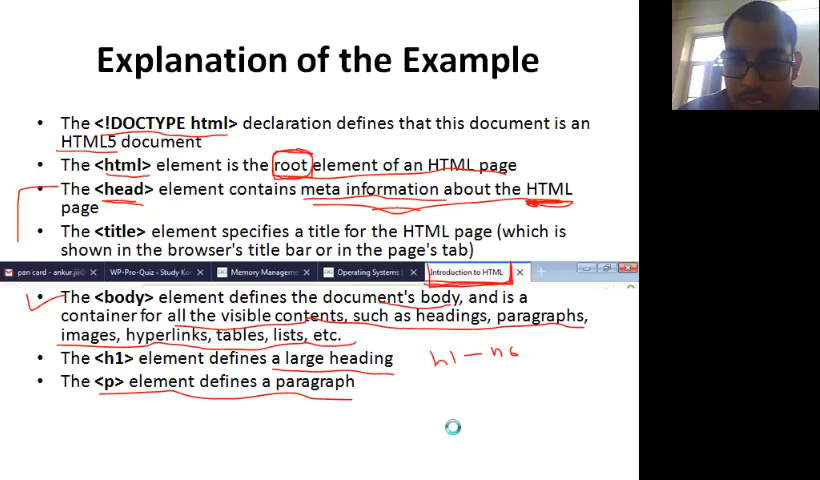 Explanation of the Example
• The <!DOCTYPE html> declaration defines that this document is an
HTML5 document
• The <html> element is the root element of an HTML page
• The <head> element contains meta information about the HTML
page
• The <title> element specifies a title for the HTML page (which is
shown in the browser's title bar or in the page's tab)
pan card - ankur.jii WP-Pro-Quiz - Study Ko Memory Managem Operating Systems | Introduction to HTML
• The <body> element defines the document's body, and is a
container for all the visible contents, such as headings, paragraphs,
images, hyperlinks, tables, lists, etc.
• The <h1> element defines a large heading
h1 - h6
• The <p> element defines a paragraph